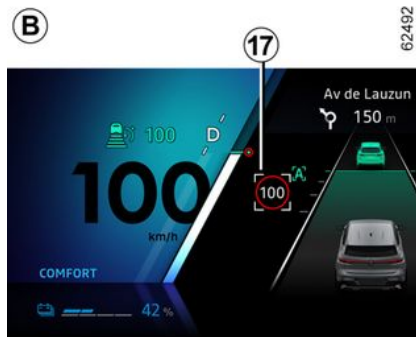 B
17
62492
Av de Lauzun
150 m
100
D
A
100
100
km/h
COMFORT
42 %